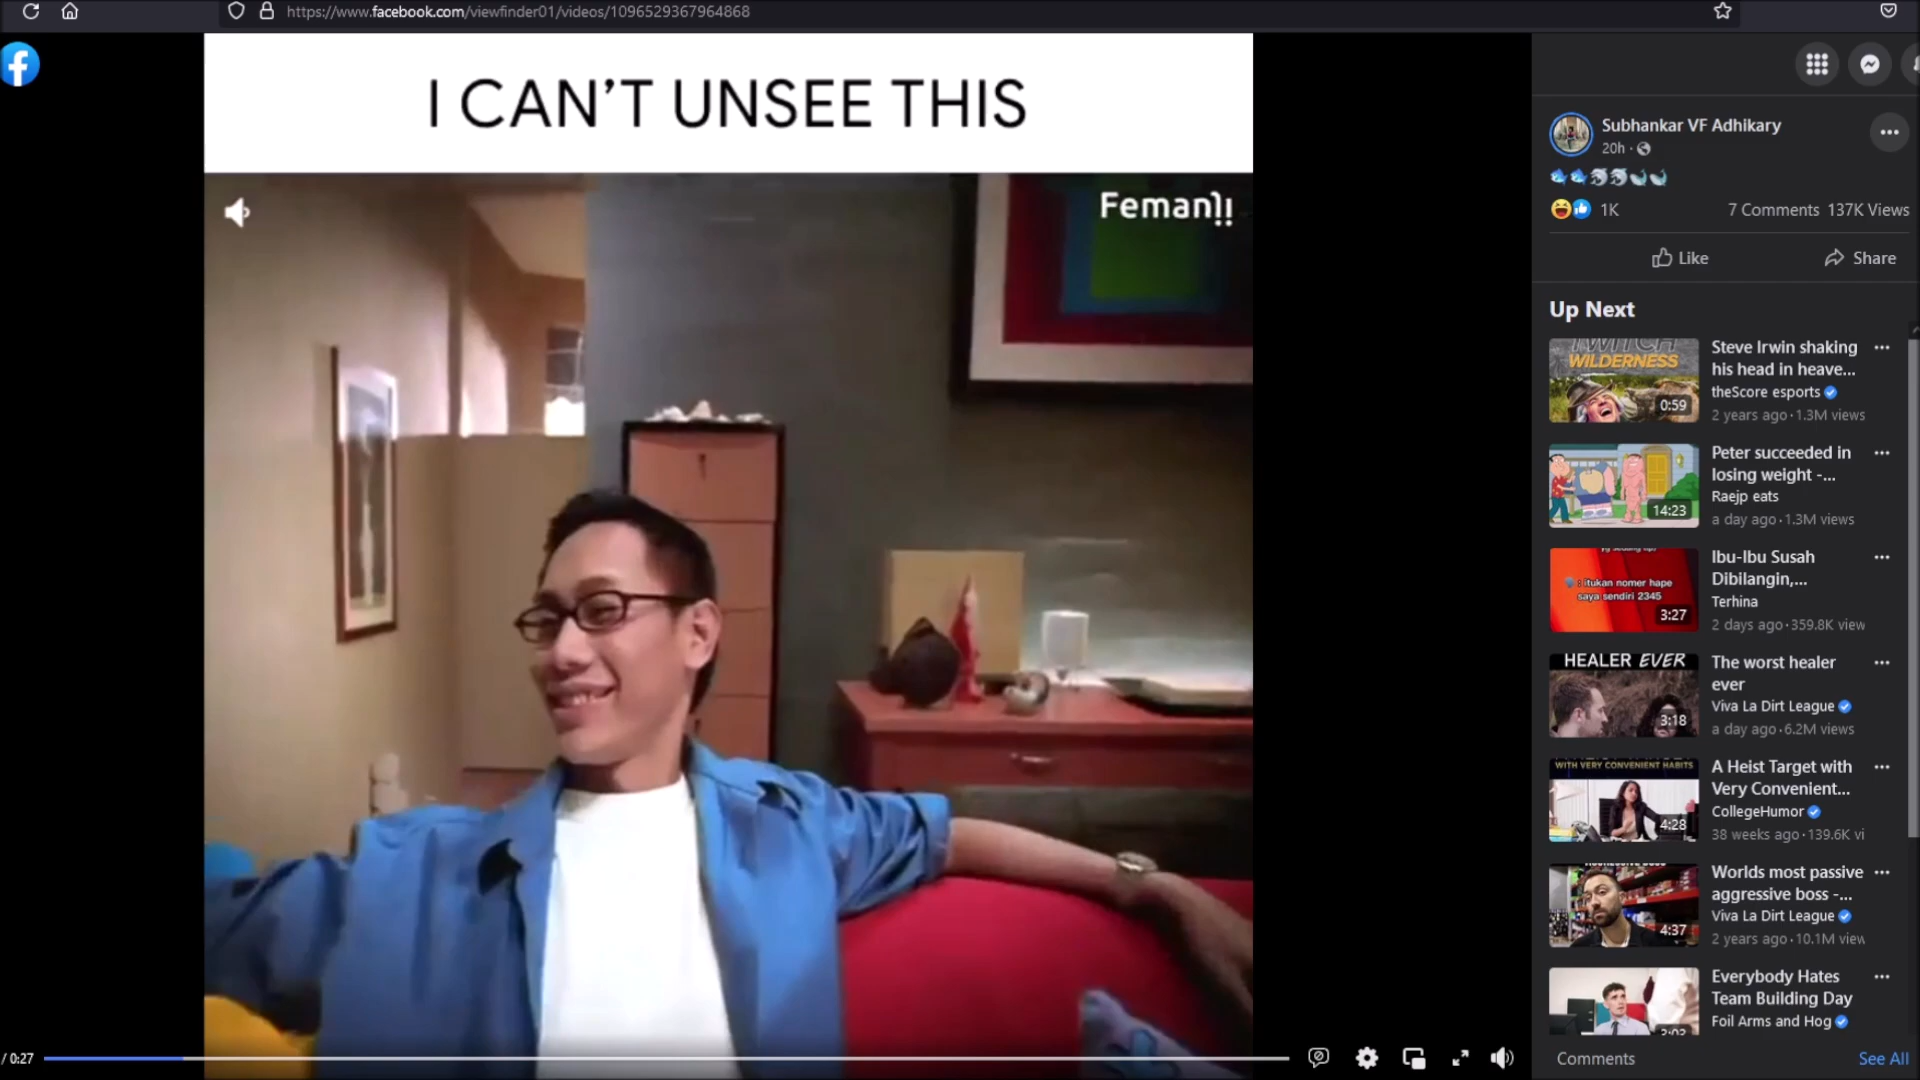 https://www.facebook.com/viewfinder01/videos/1096529367964868
I CAN'T UNSEE THIS
Subhankar VF Adhikary
20h ·
1K
7 Comments 137K Views
Like
Share
Up Next
WILDERNESS
0:59
Steve Irwin shaking
his head in heave...
theScore esports
2 years ago · 1.3M views
14:23
Peter succeeded in
losing weight -...
Raejp eats
a day ago · 1.3M views
: itukan nomer hape
saya sendiri 2345
3:27
Ibu-Ibu Susah
Dibilangin,...
Terhina
2 days ago · 359.8K view
HEALER EVER
3:18
The worst healer
ever
Viva La Dirt League
a day ago · 6.2M views
WITH VERY CONVENIENT HABITS
4:28
A Heist Target with
Very Convenient...
CollegeHumor
38 weeks ago · 139.6K vi
4:37
Worlds most passive
aggressive boss -...
Viva La Dirt League
2 years ago · 10.1M view
Everybody Hates
Team Building Day
Foil Arms and Hog
/ 0:27
Comments
See All